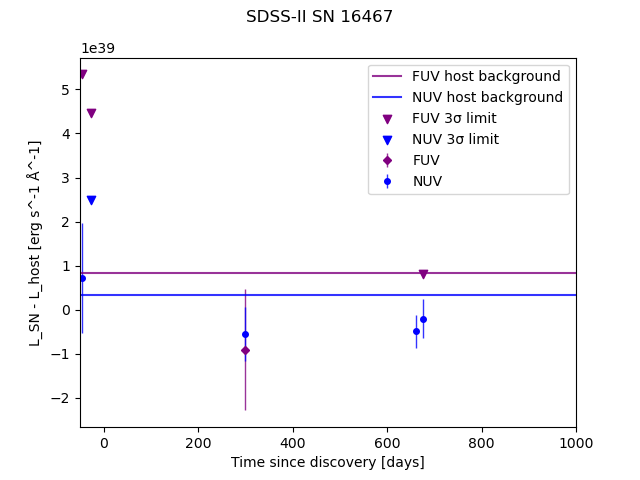 SDSS-II SN 16467
1e39
FUV host background
NUV host background
FUV 3σ limit
NUV 3σ limit
FUV
NUV
L_SN - L_host [erg s^-1 Å^-1]
5
4
3
2
1
0
−1
−2
0 200 400 600 800 1000
Time since discovery [days]